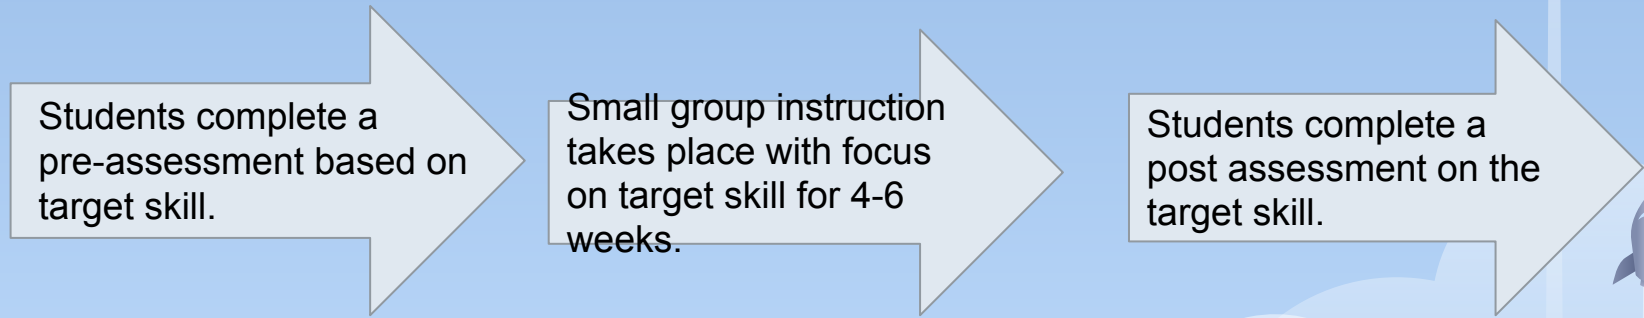 Students complete a
pre-assessment based on
target skill.
Small group instruction
takes place with focus
on target skill for 4-6
weeks.
Students complete a
post assessment on the
target skill.